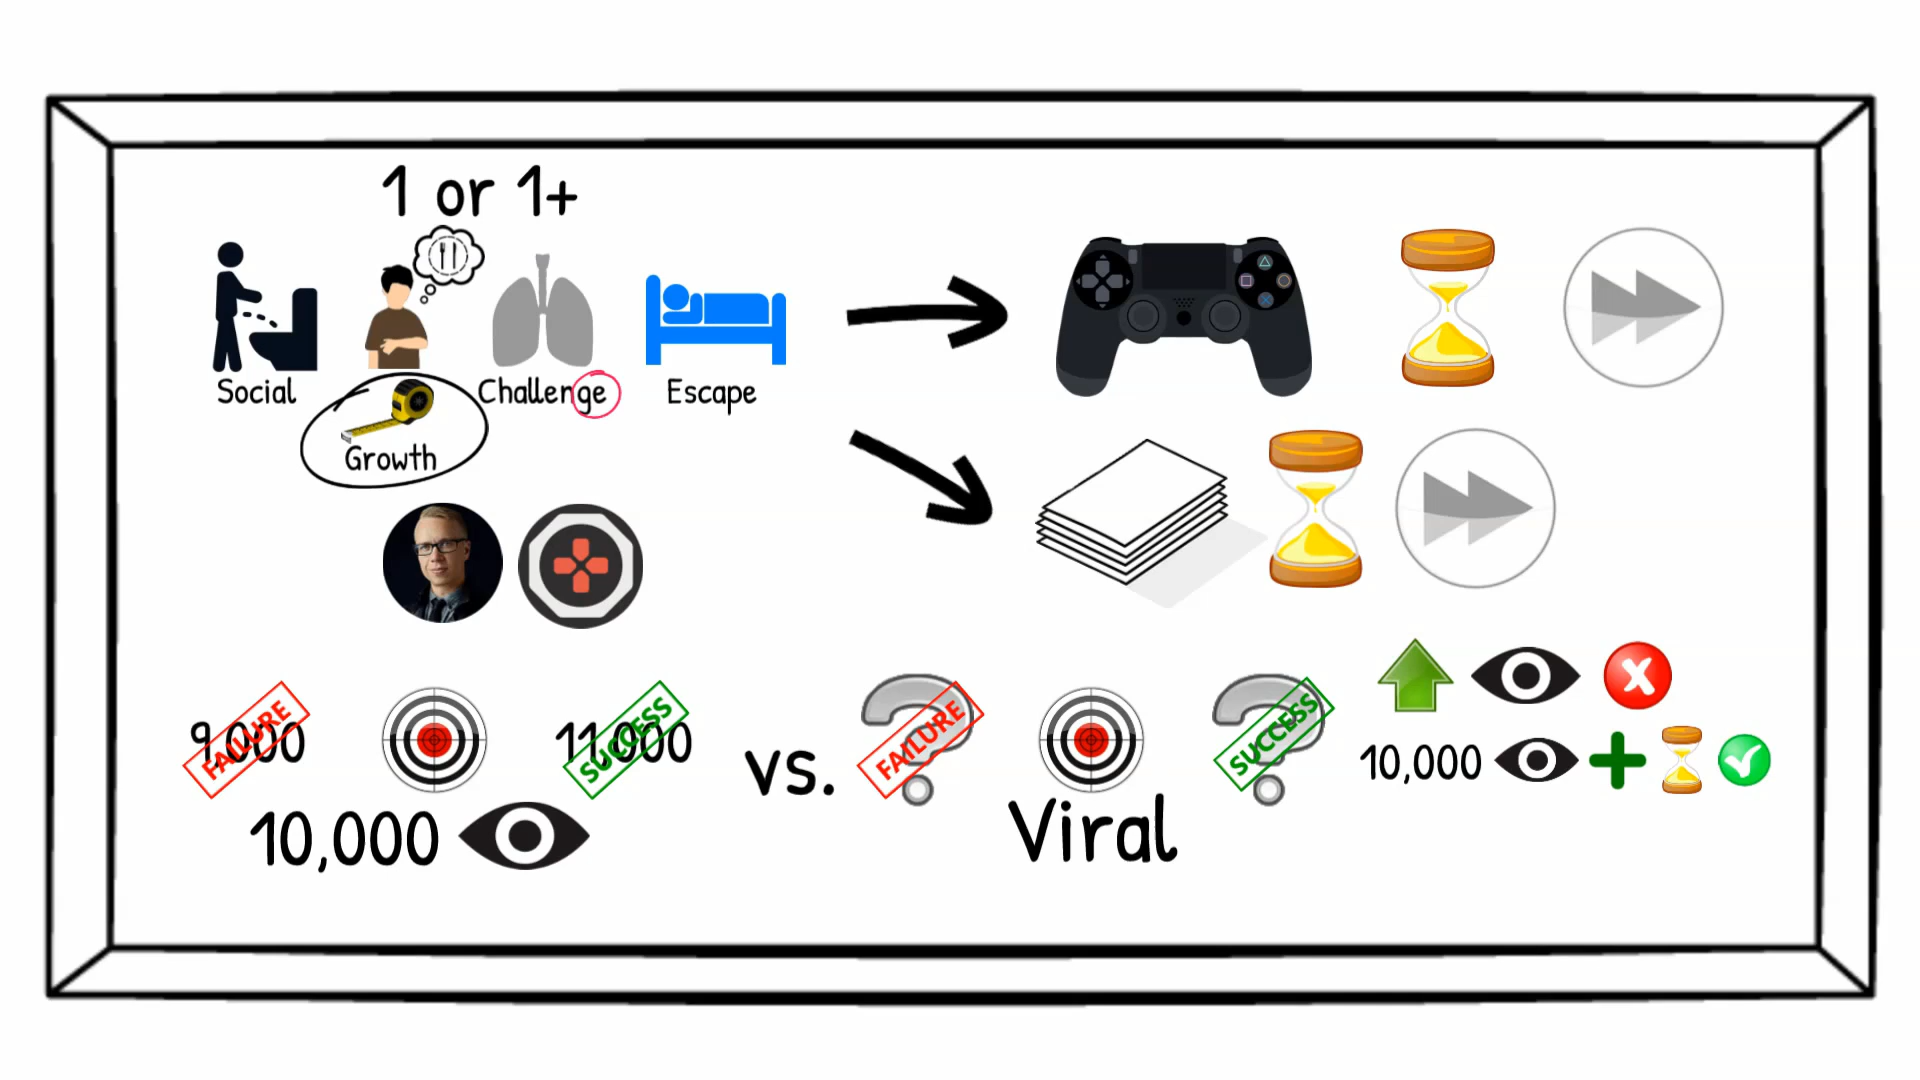 1 or 1+
Social
Challenge
Escape
Growth
9,000
FAILURE
11,000
SUCCESS
vs.
FAILURE
SUCCESS
10,000
10,000
Viral